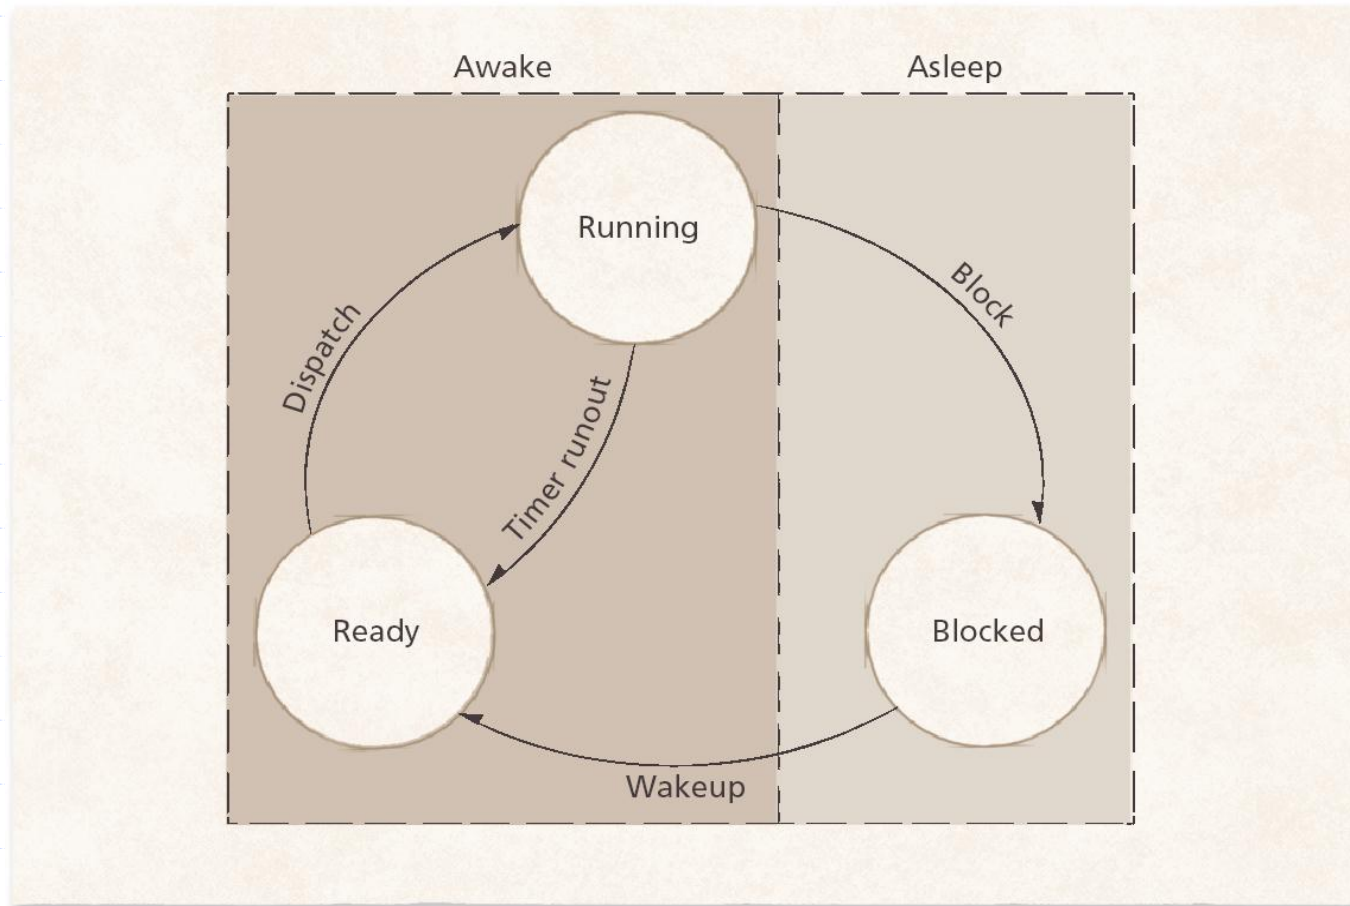 Awake
Asleep
Running
Block
Dispatch
Timer runout
Ready
Blocked
Wakeup